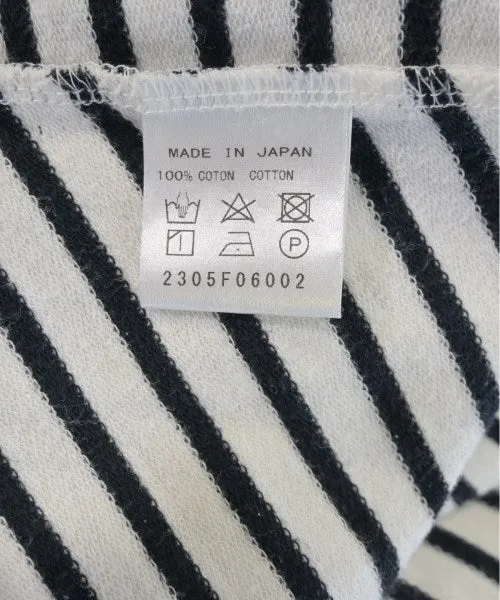 MADE IN JAPAN
100% COTON COTTON
P
2305F06002